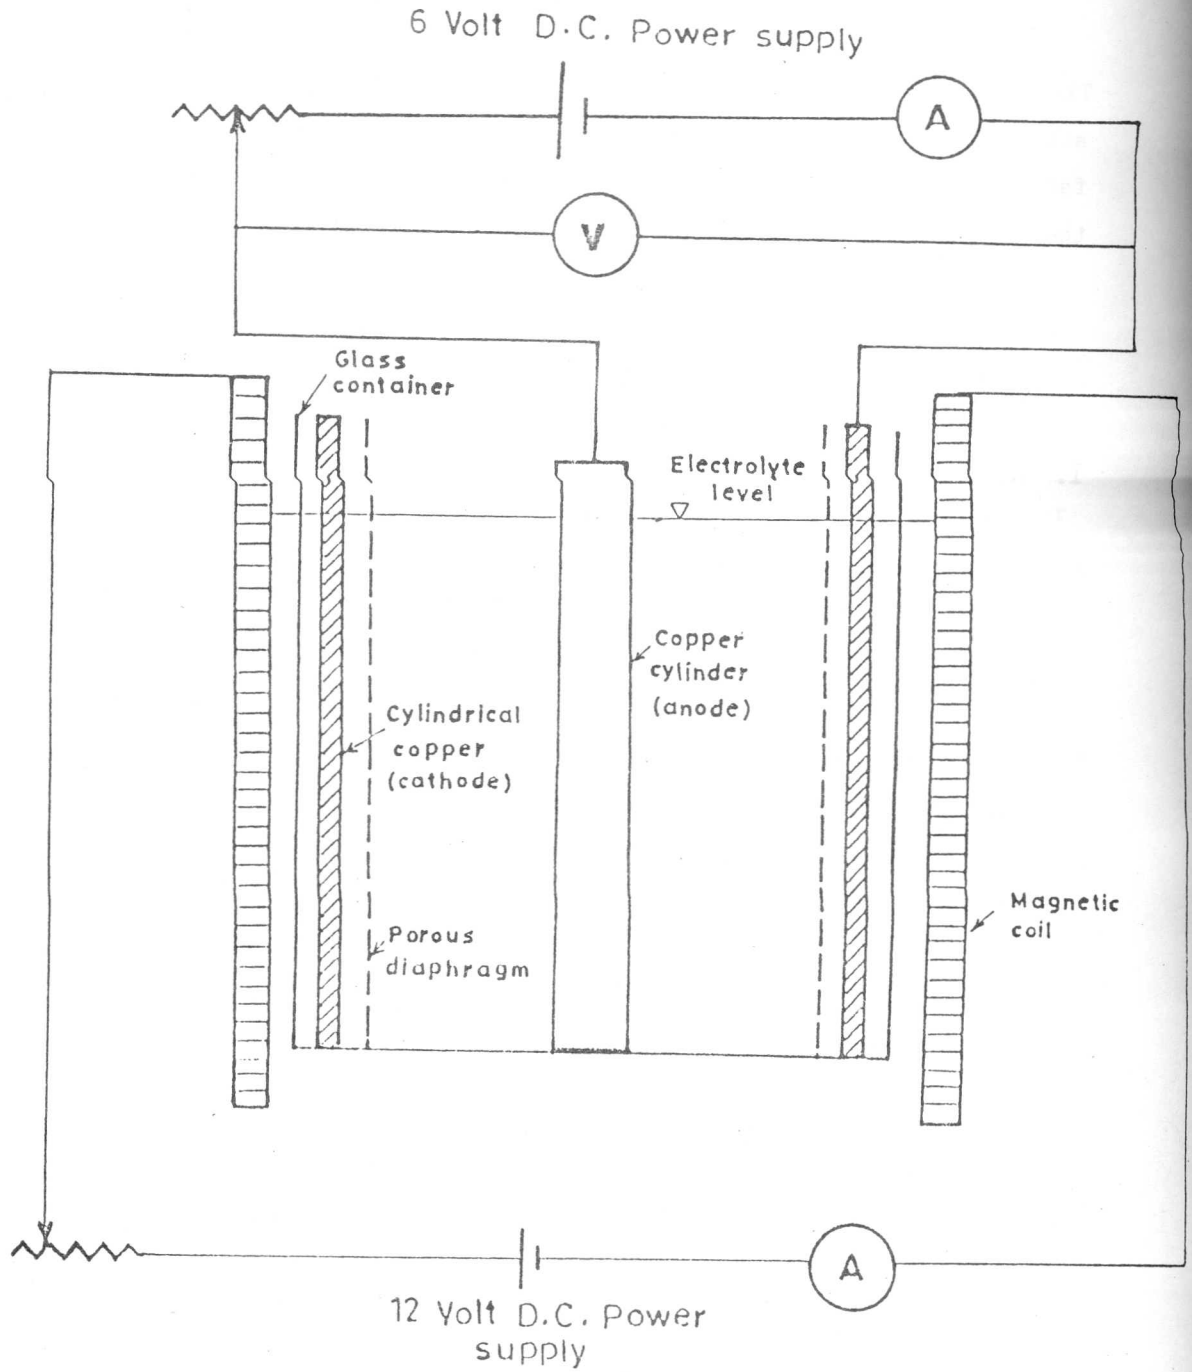 6 Volt D.C. Power supply
A
V
Glass
container
Electrolyte
level
Copper
cylinder
(anode)
Cylindrical
copper
(cathode)
Magnetic
coil
Porous
diaphragm
A
12 Volt D.C. Power
supply